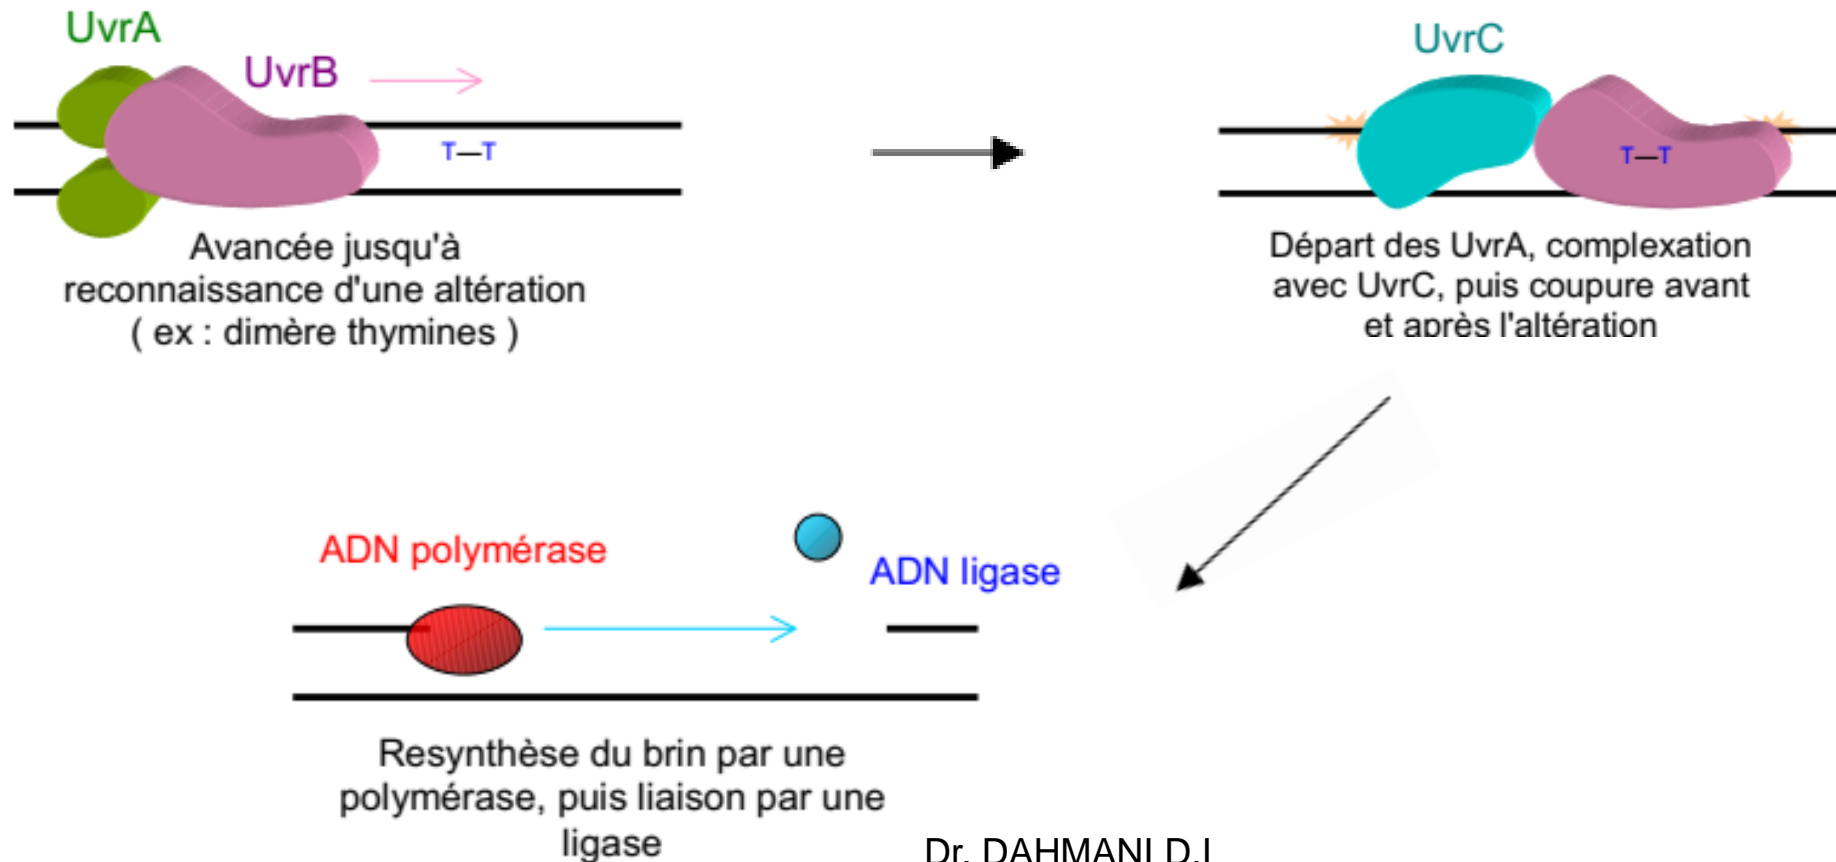 UvrA
UvrB
T—T
Avancée jusqu'à
reconnaissance d'une altération
( ex : dimère thymines )
UvrC
T—T
Départ des UvrA, complexation
avec UvrC, puis coupure avant
et après l'altération
ADN polymérase
ADN ligase
Resynthèse du brin par une
polymérase, puis liaison par une
ligase
Dr. DAHMANI D.I